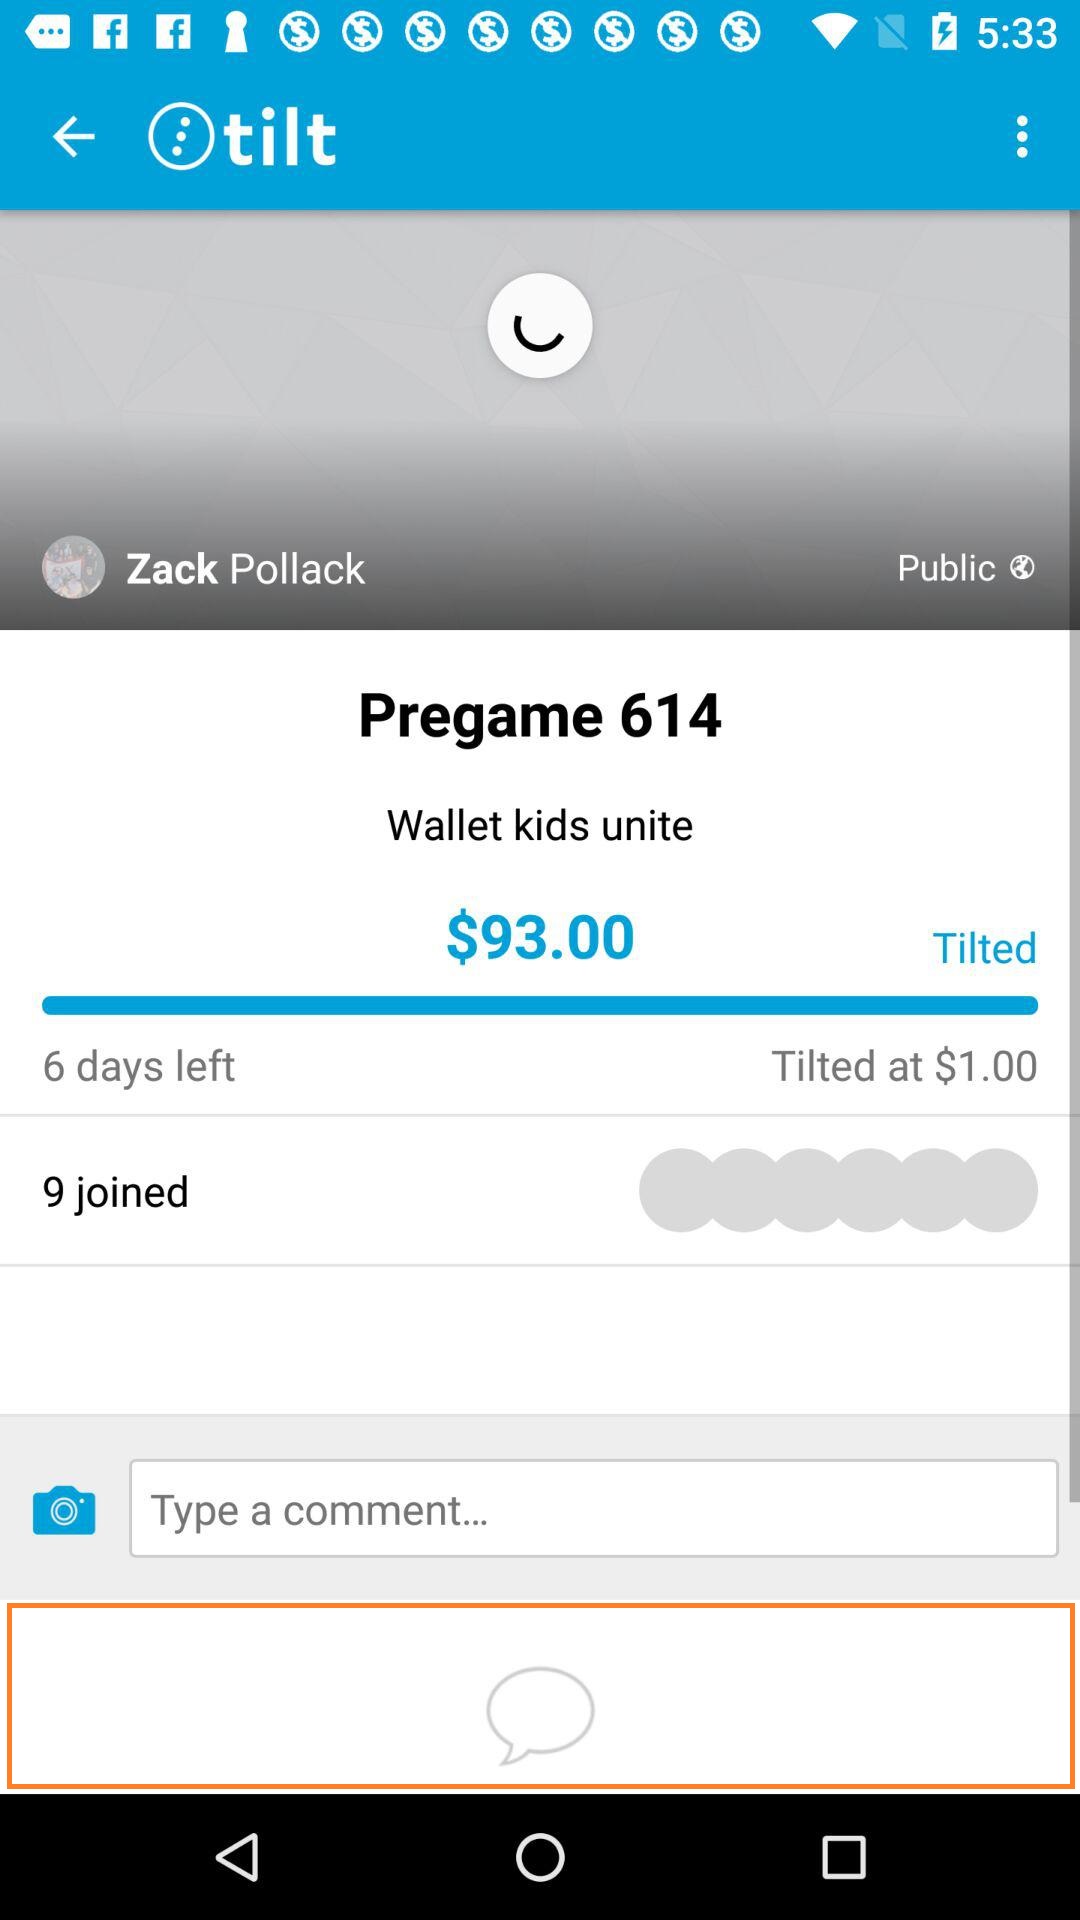 5:33
tilt
Zack Pollack
Public
Pregame 614
Wallet kids unite
$93.00
Tilted
6 days left
Tilted at $1.00
9 joined
Type a comment...